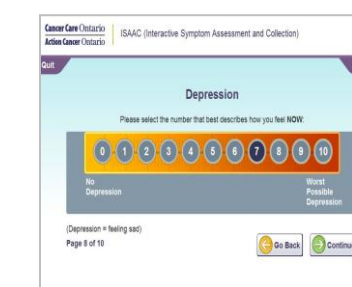 Cancer Care Ontario
Action Cancer Ontario
ISAAC (Interactive Symptom Assessment and Collection)
Quit
Depression
Please select the number that best describes how you feel NOW:
0 1 2 3 4 5 6 7 8 9 10
No Depression
Worst Possible Depression
(Depression = feeling sad)
Page 8 of 10
Go Back
Continue